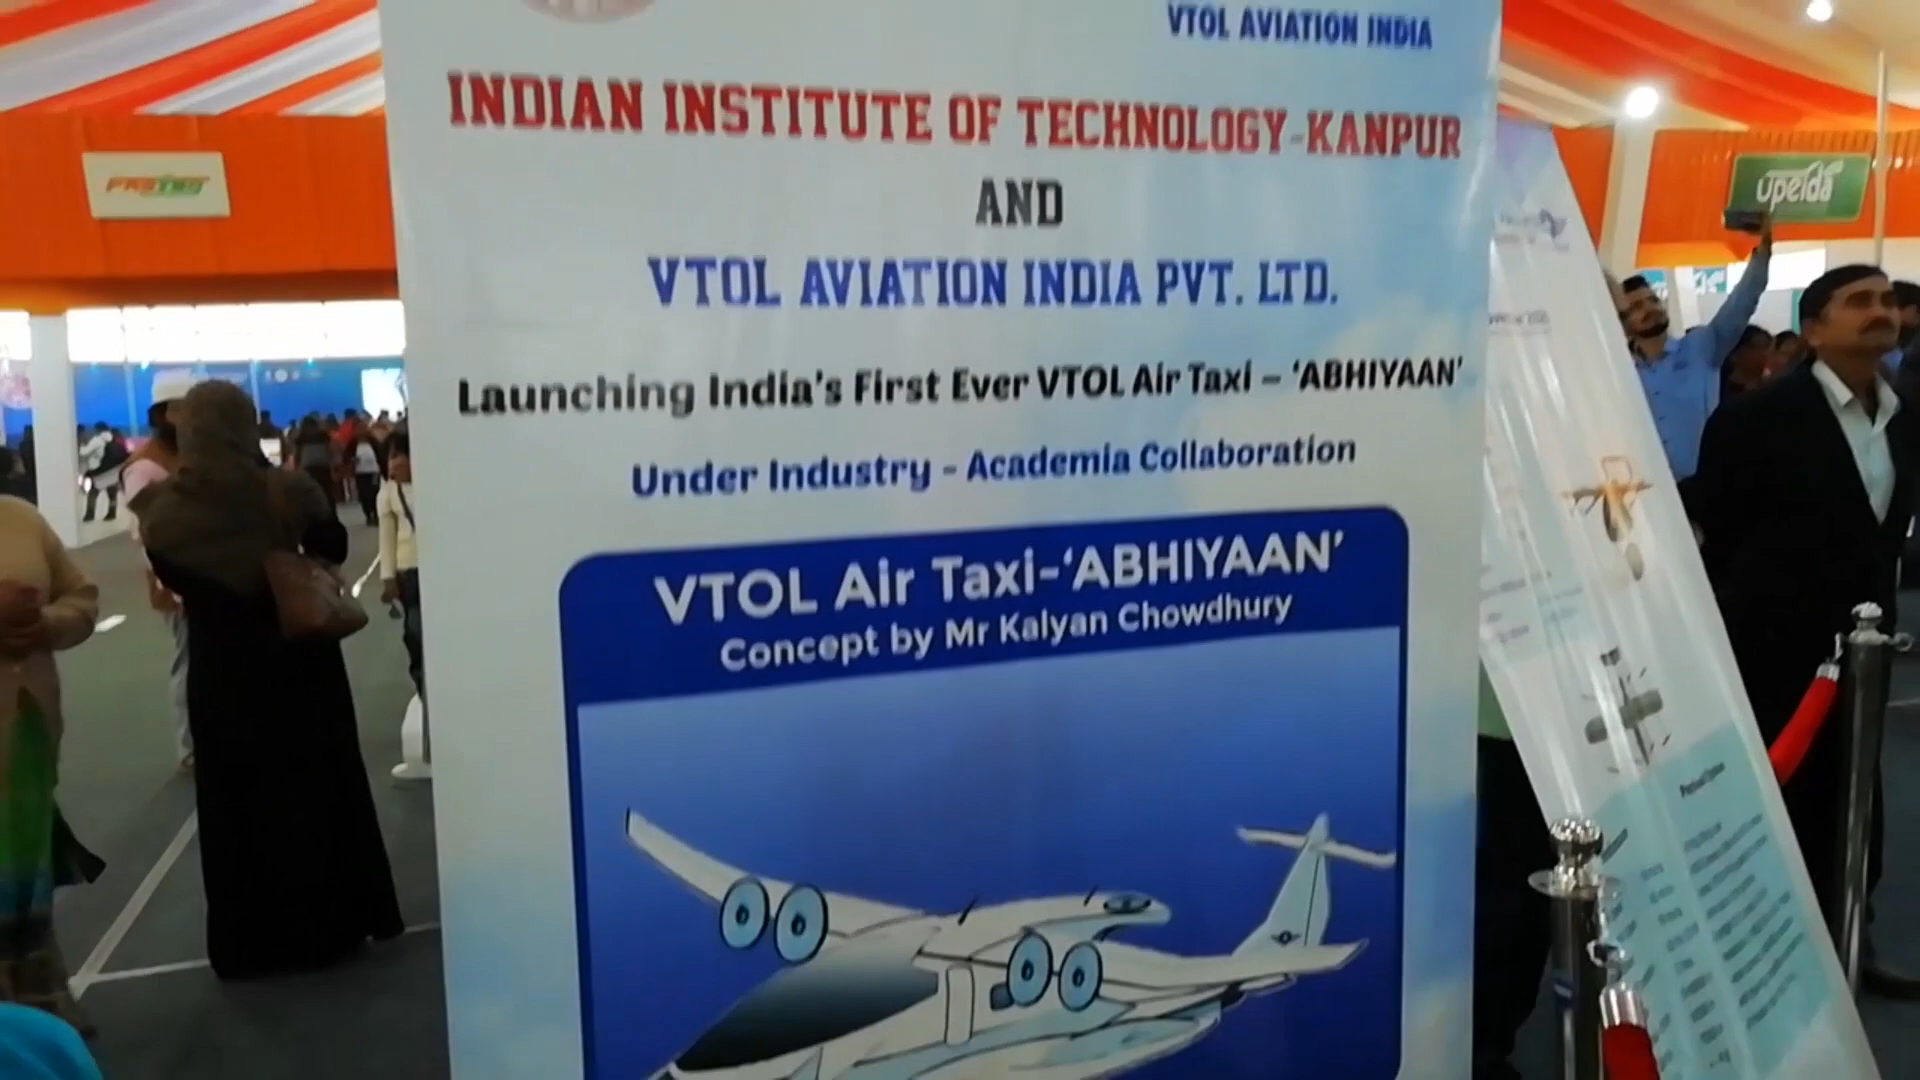 VTOL AVIATION INDIA
INDIAN INSTITUTE OF TECHNOLOGY-KANPUR
AND
VTOL AVIATION INDIA PVT. LTD.
Launching India's First Ever VTOL Air Taxi – 'ABHIYAAN'
Under Industry - Academia Collaboration
VTOL Air Taxi-'ABHIYAAN'
Concept by Mr Kalyan Chowdhury
FASTag
upeida